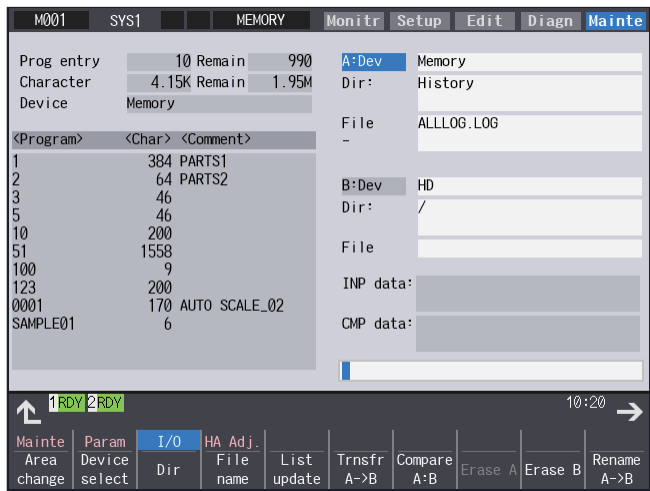 M001 SYS1 MEMORY Monitr Setup Edit Diagn Mainte
Prog entry 10 Remain 990
Character 4.15K Remain 1.95M
Device Memory
<Program> <Char> <Comment>
1 384 PARTS1
2 64 PARTS2
3 46
5 46
10 200
51 1558
100 9
123 200
0001 170 AUTO SCALE_02
SAMPLE01 6
A:Dev Memory
Dir: History
File ALLLOG.LOG
-
B:Dev HD
Dir: /
File
INP data:
CMP data:
1 RDY 2 RDY 10:20
Mainte Param I/O HA Adj.
Area change
Device select
Dir
File name
List update
Trnsfr A->B
Compare A:B
Erase A
Erase B
Rename A->B